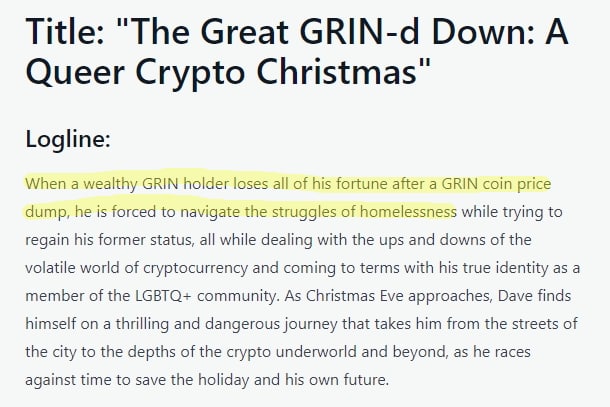 Title: "The Great GRIN-d Down: A
Queer Crypto Christmas"
Logline:
When a wealthy GRIN holder loses all of his fortune after a GRIN coin price
dump, he is forced to navigate the struggles of homelessness while trying to
regain his former status, all while dealing with the ups and downs of the
volatile world of cryptocurrency and coming to terms with his true identity as a
member of the LGBTQ+ community. As Christmas Eve approaches, Dave finds
himself on a thrilling and dangerous journey that takes him from the streets of
the city to the depths of the crypto underworld and beyond, as he races
against time to save the holiday and his own future.